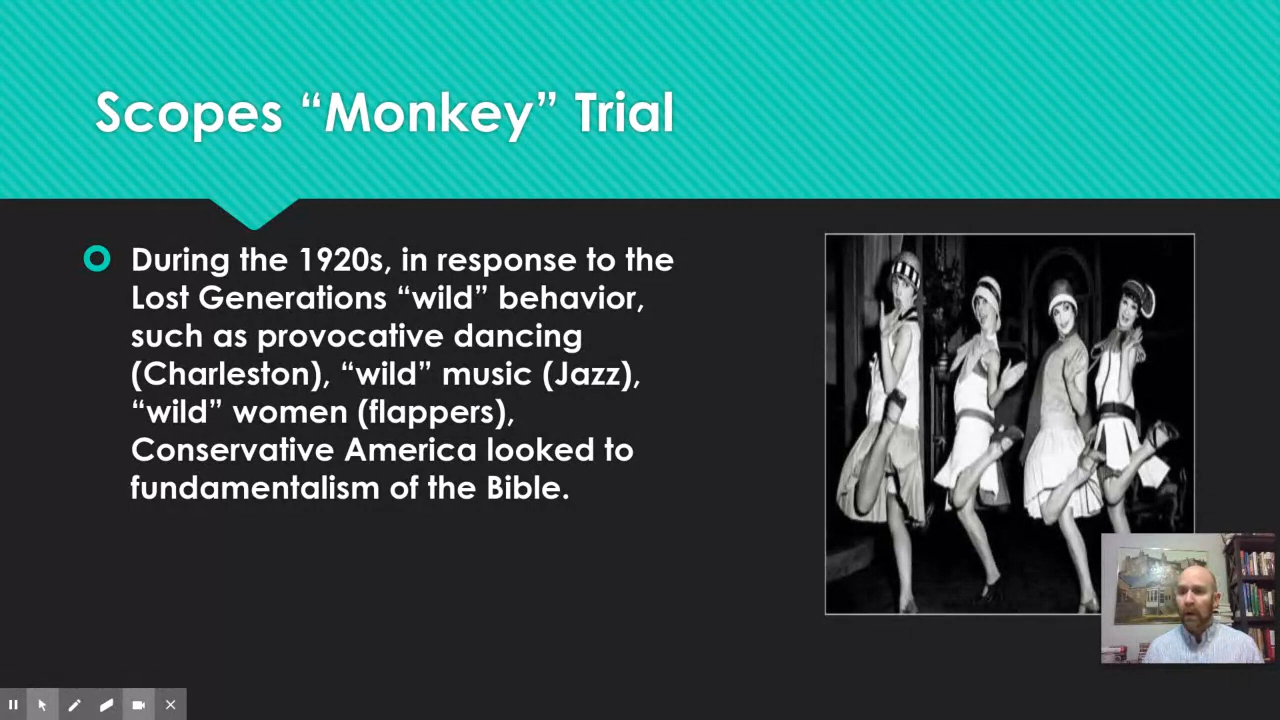 Scopes “Monkey” Trial
During the 1920s, in response to the
Lost Generations “wild” behavior,
such as provocative dancing
(Charleston), “wild” music (Jazz),
“wild” women (flappers),
Conservative America looked to
fundamentalism of the Bible.